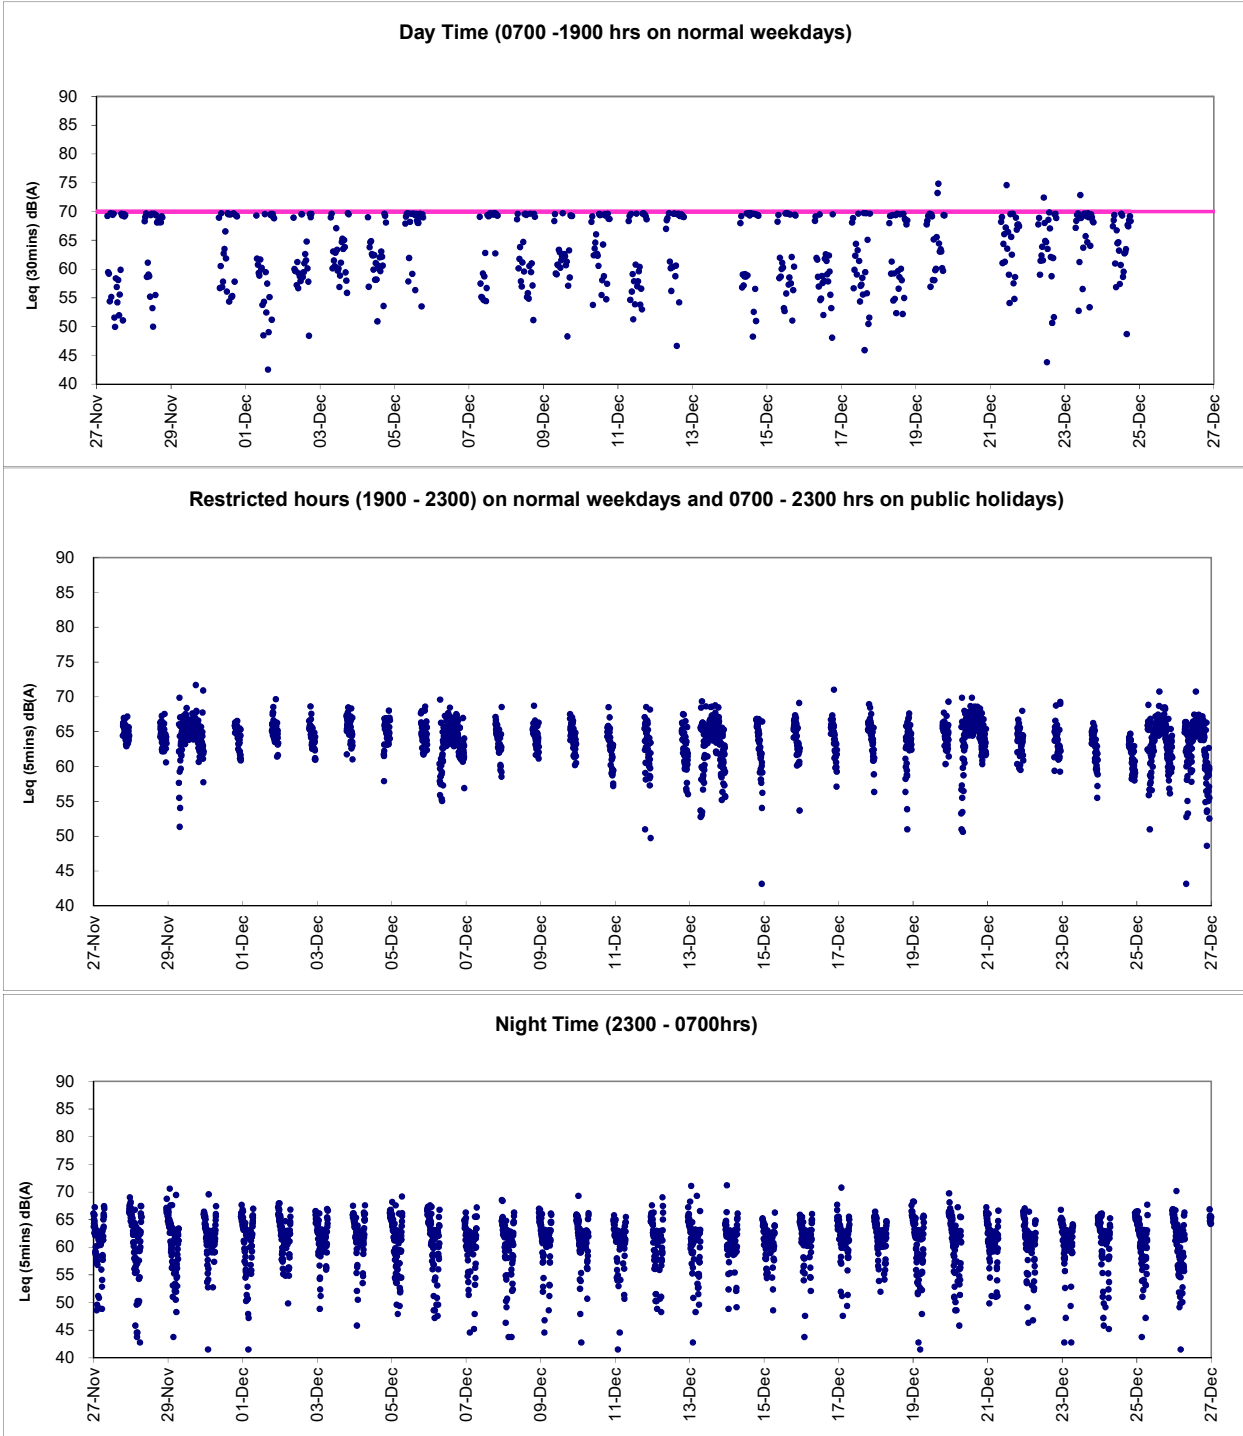 Day Time (0700 -1900 hrs on normal weekdays)
Leq (30mins) dB(A)
90
85
80
75
70
65
60
55
50
45
40
27-Nov
29-Nov
01-Dec
03-Dec
05-Dec
07-Dec
09-Dec
11-Dec
13-Dec
15-Dec
17-Dec
19-Dec
21-Dec
23-Dec
25-Dec
27-Dec
Restricted hours (1900 - 2300) on normal weekdays and 0700 - 2300 hrs on public holidays)
Leq (5mins) dB(A)
90
85
80
75
70
65
60
55
50
45
40
27-Nov
29-Nov
01-Dec
03-Dec
05-Dec
07-Dec
09-Dec
11-Dec
13-Dec
15-Dec
17-Dec
19-Dec
21-Dec
23-Dec
25-Dec
27-Dec
Night Time (2300 - 0700hrs)
Leq (5mins) dB(A)
90
85
80
75
70
65
60
55
50
45
40
27-Nov
29-Nov
01-Dec
03-Dec
05-Dec
07-Dec
09-Dec
11-Dec
13-Dec
15-Dec
17-Dec
19-Dec
21-Dec
23-Dec
25-Dec
27-Dec